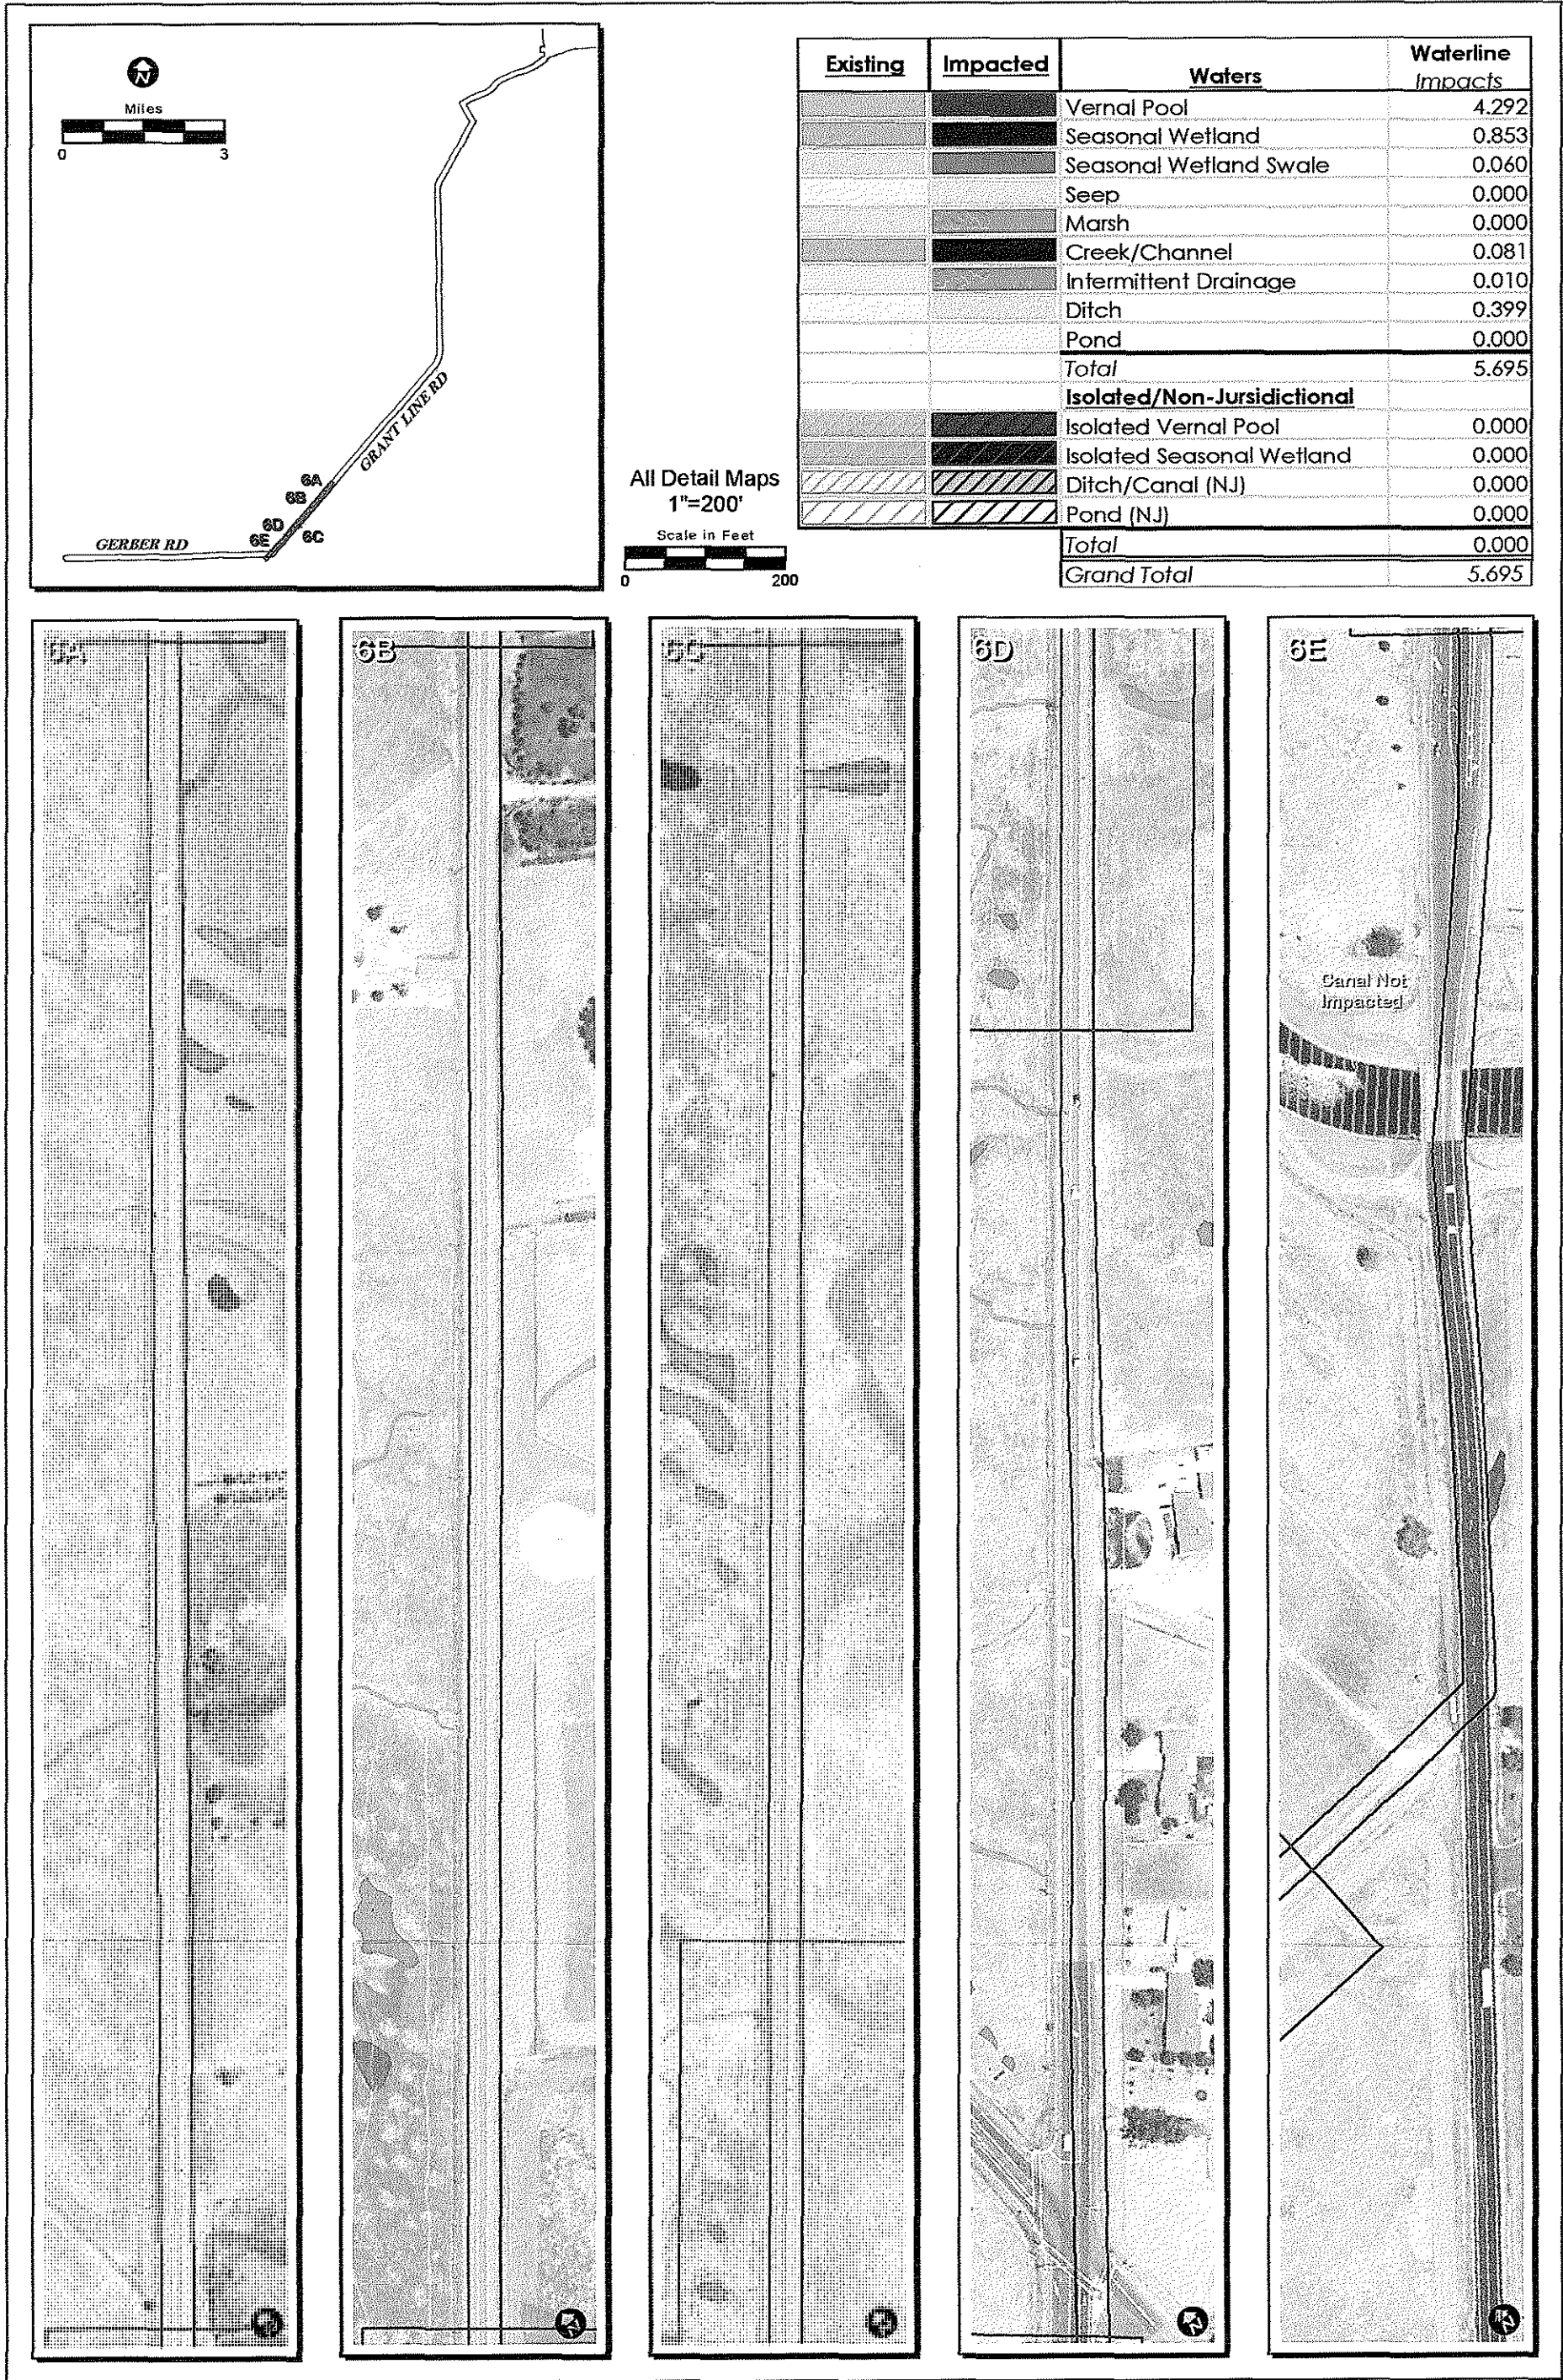 N
Miles
0 3
GRANT LINE RD
6A
6B
6D
6E 6C
GERBER RD
All Detail Maps
1"=200'
Scale in Feet
0 200
Existing Impacted Waters Waterline Impacts
Vernal Pool 4.292
Seasonal Wetland 0.853
Seasonal Wetland Swale 0.060
Seep 0.000
Marsh 0.000
Creek/Channel 0.081
Intermittent Drainage 0.010
Ditch 0.399
Pond 0.000
Total 5.695
Isolated/Non-Jursidictional
Isolated Vernal Pool 0.000
Isolated Seasonal Wetland 0.000
Ditch/Canal (NJ) 0.000
Pond (NJ) 0.000
Total 0.000
Grand Total 5.695
6A
6B
6C
6D
6E
Canal Not
Impacted
N
N
N
N
N